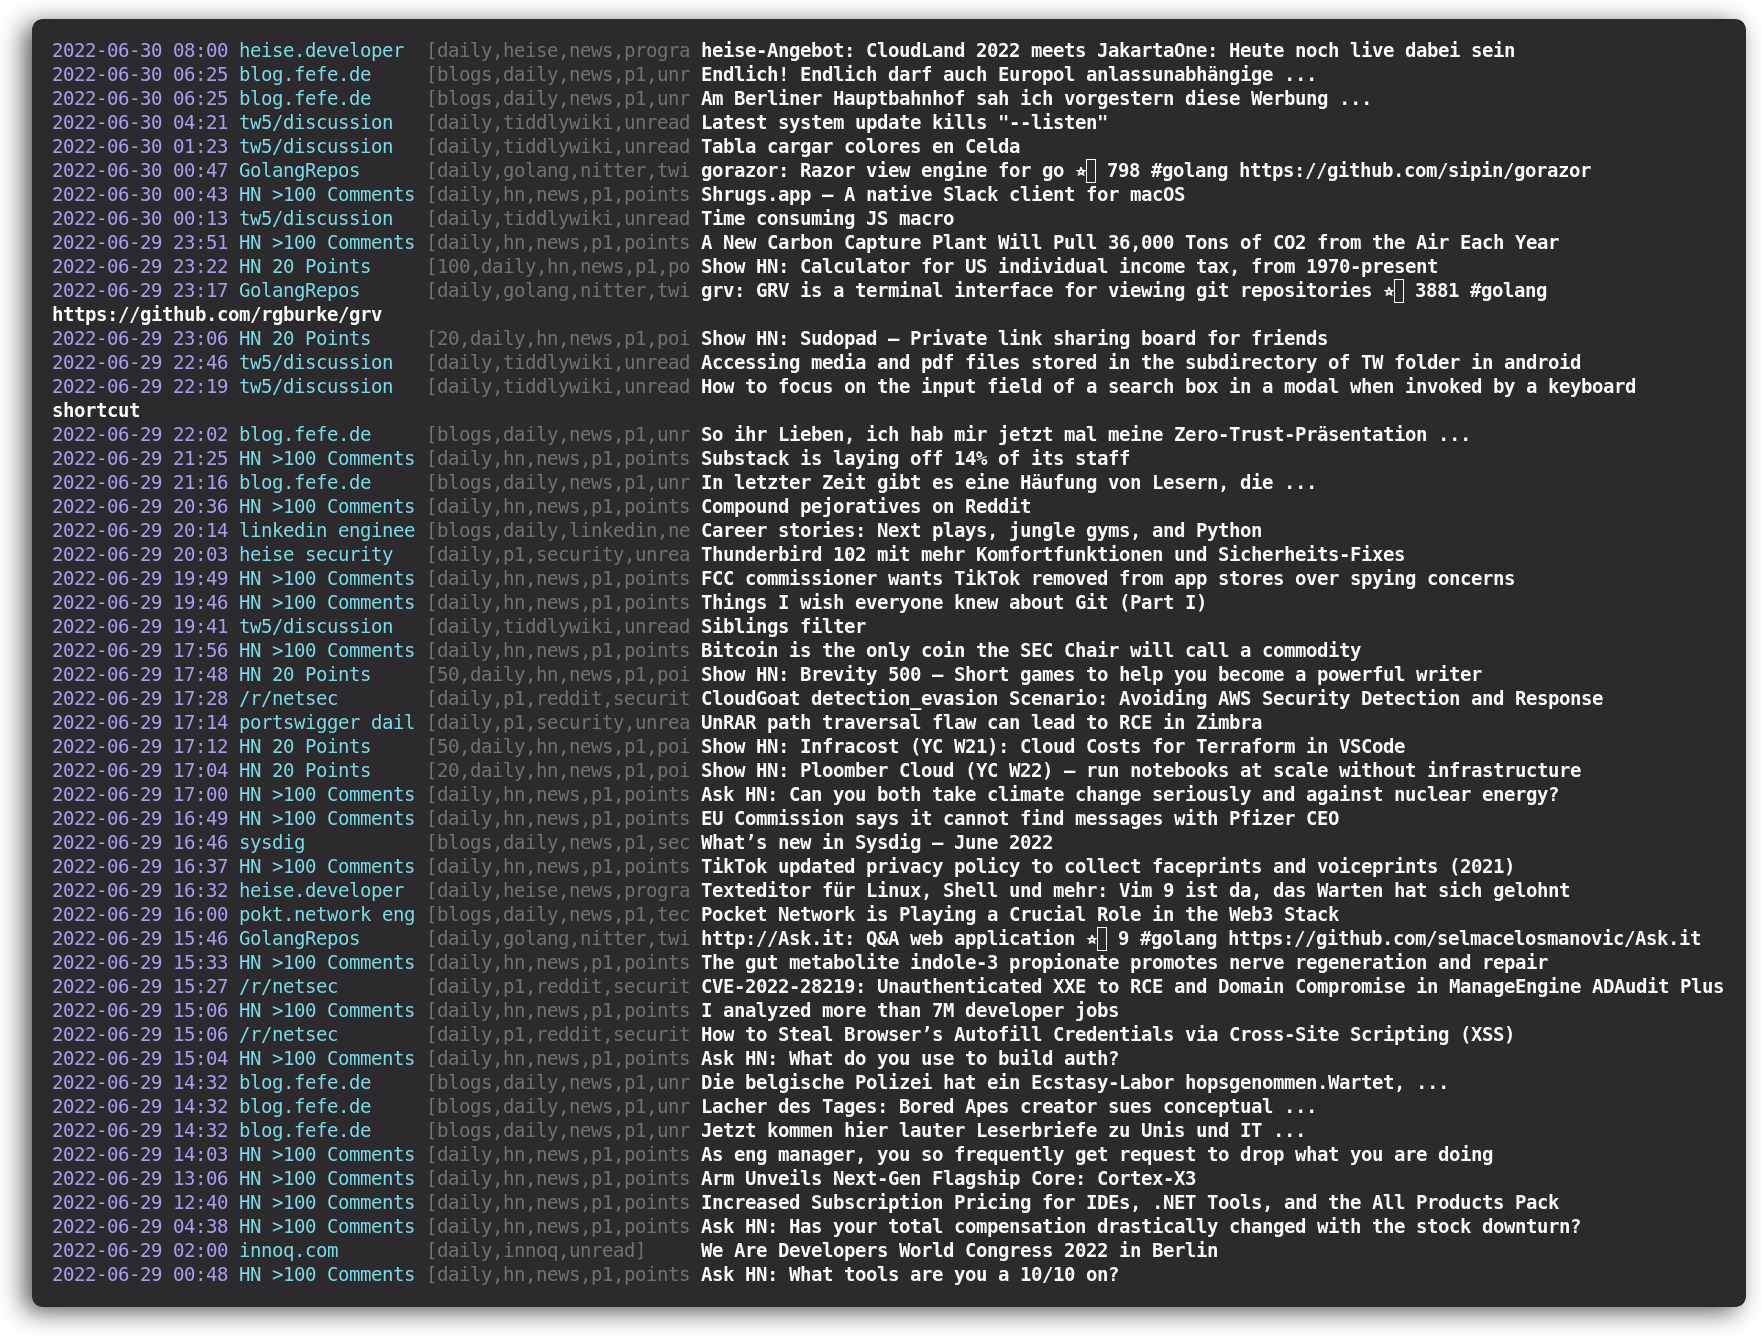 2022-06-30 08:00 heise.developer [daily,heise,news,progra heise-Angebot: CloudLand 2022 meets JakartaOne: Heute noch live dabei sein
2022-06-30 06:25 blog.fefe.de [blogs,daily,news,p1,unr Endlich! Endlich darf auch Europol anlassunabhängige ...
2022-06-30 06:25 blog.fefe.de [blogs,daily,news,p1,unr Am Berliner Hauptbahnhof sah ich vorgestern diese Werbung ...
2022-06-30 04:21 tw5/discussion [daily,tiddlywiki,unread Latest system update kills "--listen"
2022-06-30 01:23 tw5/discussion [daily,tiddlywiki,unread Tabla cargar colores en Celda
2022-06-30 00:47 GolangRepos [daily,golang,nitter,twi gorazor: Razor view engine for go ☆ 798 #golang https://github.com/sipin/gorazor
2022-06-30 00:43 HN >100 Comments [daily,hn,news,p1,points Shrugs.app – A native Slack client for macOS
2022-06-30 00:13 tw5/discussion [daily,tiddlywiki,unread Time consuming JS macro
2022-06-29 23:51 HN >100 Comments [daily,hn,news,p1,points A New Carbon Capture Plant Will Pull 36,000 Tons of CO2 from the Air Each Year
2022-06-29 23:22 HN 20 Points [100,daily,hn,news,p1,po Show HN: Calculator for US individual income tax, from 1970-present
2022-06-29 23:17 GolangRepos [daily,golang,nitter,twi grv: GRV is a terminal interface for viewing git repositories ☆ 3881 #golang
https://github.com/rgburke/grv
2022-06-29 23:06 HN 20 Points [20,daily,hn,news,p1,poi Show HN: Sudopad – Private link sharing board for friends
2022-06-29 22:46 tw5/discussion [daily,tiddlywiki,unread Accessing media and pdf files stored in the subdirectory of TW folder in android
2022-06-29 22:19 tw5/discussion [daily,tiddlywiki,unread How to focus on the input field of a search box in a modal when invoked by a keyboard
shortcut
2022-06-29 22:02 blog.fefe.de [blogs,daily,news,p1,unr So ihr Lieben, ich hab mir jetzt mal meine Zero-Trust-Präsentation ...
2022-06-29 21:25 HN >100 Comments [daily,hn,news,p1,points Substack is laying off 14% of its staff
2022-06-29 21:16 blog.fefe.de [blogs,daily,news,p1,unr In letzter Zeit gibt es eine Häufung von Lesern, die ...
2022-06-29 20:36 HN >100 Comments [daily,hn,news,p1,points Compound pejoratives on Reddit
2022-06-29 20:14 linkedin enginee [blogs,daily,linkedin,ne Career stories: Next plays, jungle gyms, and Python
2022-06-29 20:03 heise security [daily,p1,security,unrea Thunderbird 102 mit mehr Komfortfunktionen und Sicherheits-Fixes
2022-06-29 19:49 HN >100 Comments [daily,hn,news,p1,points FCC commissioner wants TikTok removed from app stores over spying concerns
2022-06-29 19:46 HN >100 Comments [daily,hn,news,p1,points Things I wish everyone knew about Git (Part I)
2022-06-29 19:41 tw5/discussion [daily,tiddlywiki,unread Siblings filter
2022-06-29 17:56 HN >100 Comments [daily,hn,news,p1,points Bitcoin is the only coin the SEC Chair will call a commodity
2022-06-29 17:48 HN 20 Points [50,daily,hn,news,p1,poi Show HN: Brevity 500 – Short games to help you become a powerful writer
2022-06-29 17:28 /r/netsec [daily,p1,reddit,securit CloudGoat detection_evasion Scenario: Avoiding AWS Security Detection and Response
2022-06-29 17:14 portswigger dail [daily,p1,security,unrea UnRAR path traversal flaw can lead to RCE in Zimbra
2022-06-29 17:12 HN 20 Points [50,daily,hn,news,p1,poi Show HN: Infracost (YC W21): Cloud Costs for Terraform in VSCode
2022-06-29 17:04 HN 20 Points [20,daily,hn,news,p1,poi Show HN: Ploomber Cloud (YC W22) – run notebooks at scale without infrastructure
2022-06-29 17:00 HN >100 Comments [daily,hn,news,p1,points Ask HN: Can you both take climate change seriously and against nuclear energy?
2022-06-29 16:49 HN >100 Comments [daily,hn,news,p1,points EU Commission says it cannot find messages with Pfizer CEO
2022-06-29 16:46 sysdig [blogs,daily,news,p1,sec What’s new in Sysdig – June 2022
2022-06-29 16:37 HN >100 Comments [daily,hn,news,p1,points TikTok updated privacy policy to collect faceprints and voiceprints (2021)
2022-06-29 16:32 heise.developer [daily,heise,news,progra Texteditor für Linux, Shell und mehr: Vim 9 ist da, das Warten hat sich gelohnt
2022-06-29 16:00 pokt.network eng [blogs,daily,news,p1,tec Pocket Network is Playing a Crucial Role in the Web3 Stack
2022-06-29 15:46 GolangRepos [daily,golang,nitter,twi http://Ask.it: Q&A web application ☆ 9 #golang https://github.com/selmacelosmanovic/Ask.it
2022-06-29 15:33 HN >100 Comments [daily,hn,news,p1,points The gut metabolite indole-3 propionate promotes nerve regeneration and repair
2022-06-29 15:27 /r/netsec [daily,p1,reddit,securit CVE-2022-28219: Unauthenticated XXE to RCE and Domain Compromise in ManageEngine ADAudit Plus
2022-06-29 15:06 HN >100 Comments [daily,hn,news,p1,points I analyzed more than 7M developer jobs
2022-06-29 15:06 /r/netsec [daily,p1,reddit,securit How to Steal Browser’s Autofill Credentials via Cross-Site Scripting (XSS)
2022-06-29 15:04 HN >100 Comments [daily,hn,news,p1,points Ask HN: What do you use to build auth?
2022-06-29 14:32 blog.fefe.de [blogs,daily,news,p1,unr Die belgische Polizei hat ein Ecstasy-Labor hopsgenommen.Wartet, ...
2022-06-29 14:32 blog.fefe.de [blogs,daily,news,p1,unr Lacher des Tages: Bored Apes creator sues conceptual ...
2022-06-29 14:32 blog.fefe.de [blogs,daily,news,p1,unr Jetzt kommen hier lauter Leserbriefe zu Unis und IT ...
2022-06-29 14:03 HN >100 Comments [daily,hn,news,p1,points As eng manager, you so frequently get request to drop what you are doing
2022-06-29 13:06 HN >100 Comments [daily,hn,news,p1,points Arm Unveils Next-Gen Flagship Core: Cortex-X3
2022-06-29 12:40 HN >100 Comments [daily,hn,news,p1,points Increased Subscription Pricing for IDEs, .NET Tools, and the All Products Pack
2022-06-29 04:38 HN >100 Comments [daily,hn,news,p1,points Ask HN: Has your total compensation drastically changed with the stock downturn?
2022-06-29 02:00 innoq.com [daily,innoq,unread] We Are Developers World Congress 2022 in Berlin
2022-06-29 00:48 HN >100 Comments [daily,hn,news,p1,points Ask HN: What tools are you a 10/10 on?